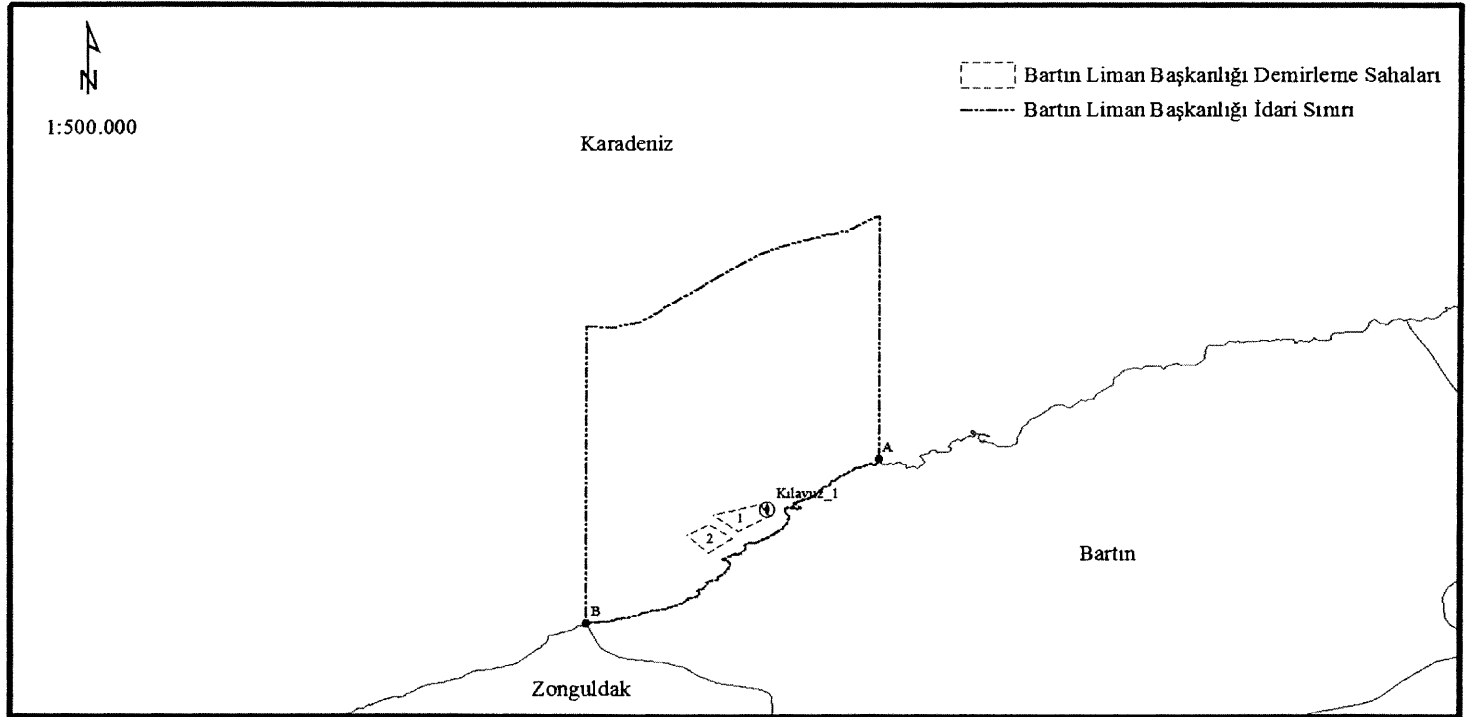 N
1:500.000
Bartın Liman Başkanlığı Demirleme Sahaları
Bartın Liman Başkanlığı İdari Sınırı
Karadeniz
A
Kılavuz_1
1
2
Bartın
B
Zonguldak